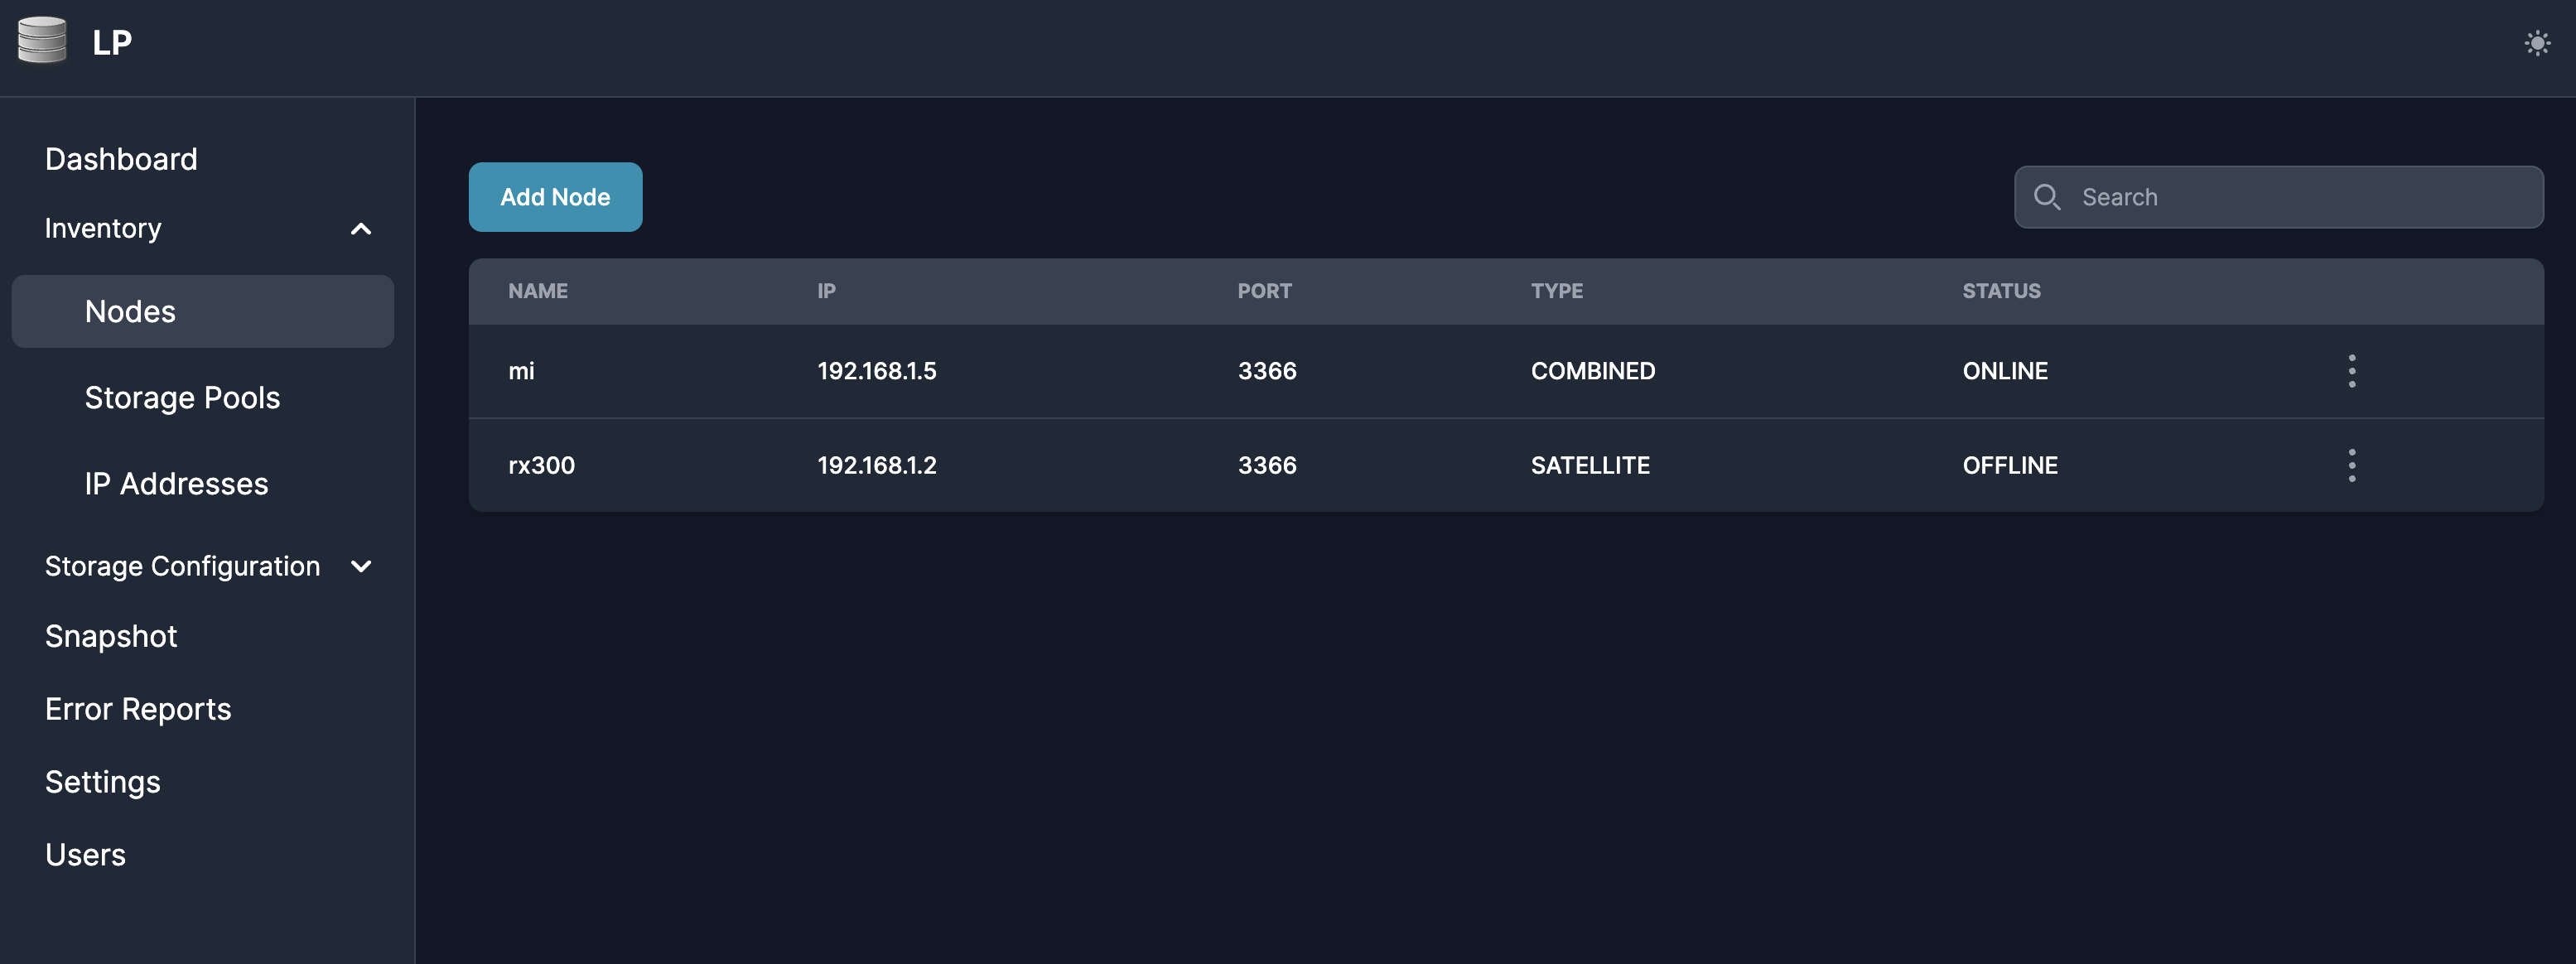 LP
Dashboard
Inventory
Nodes
Storage Pools
IP Addresses
Storage Configuration
Snapshot
Error Reports
Settings
Users
Add Node
Search
NAME IP PORT TYPE STATUS
mi 192.168.1.5 3366 COMBINED ONLINE
rx300 192.168.1.2 3366 SATELLITE OFFLINE